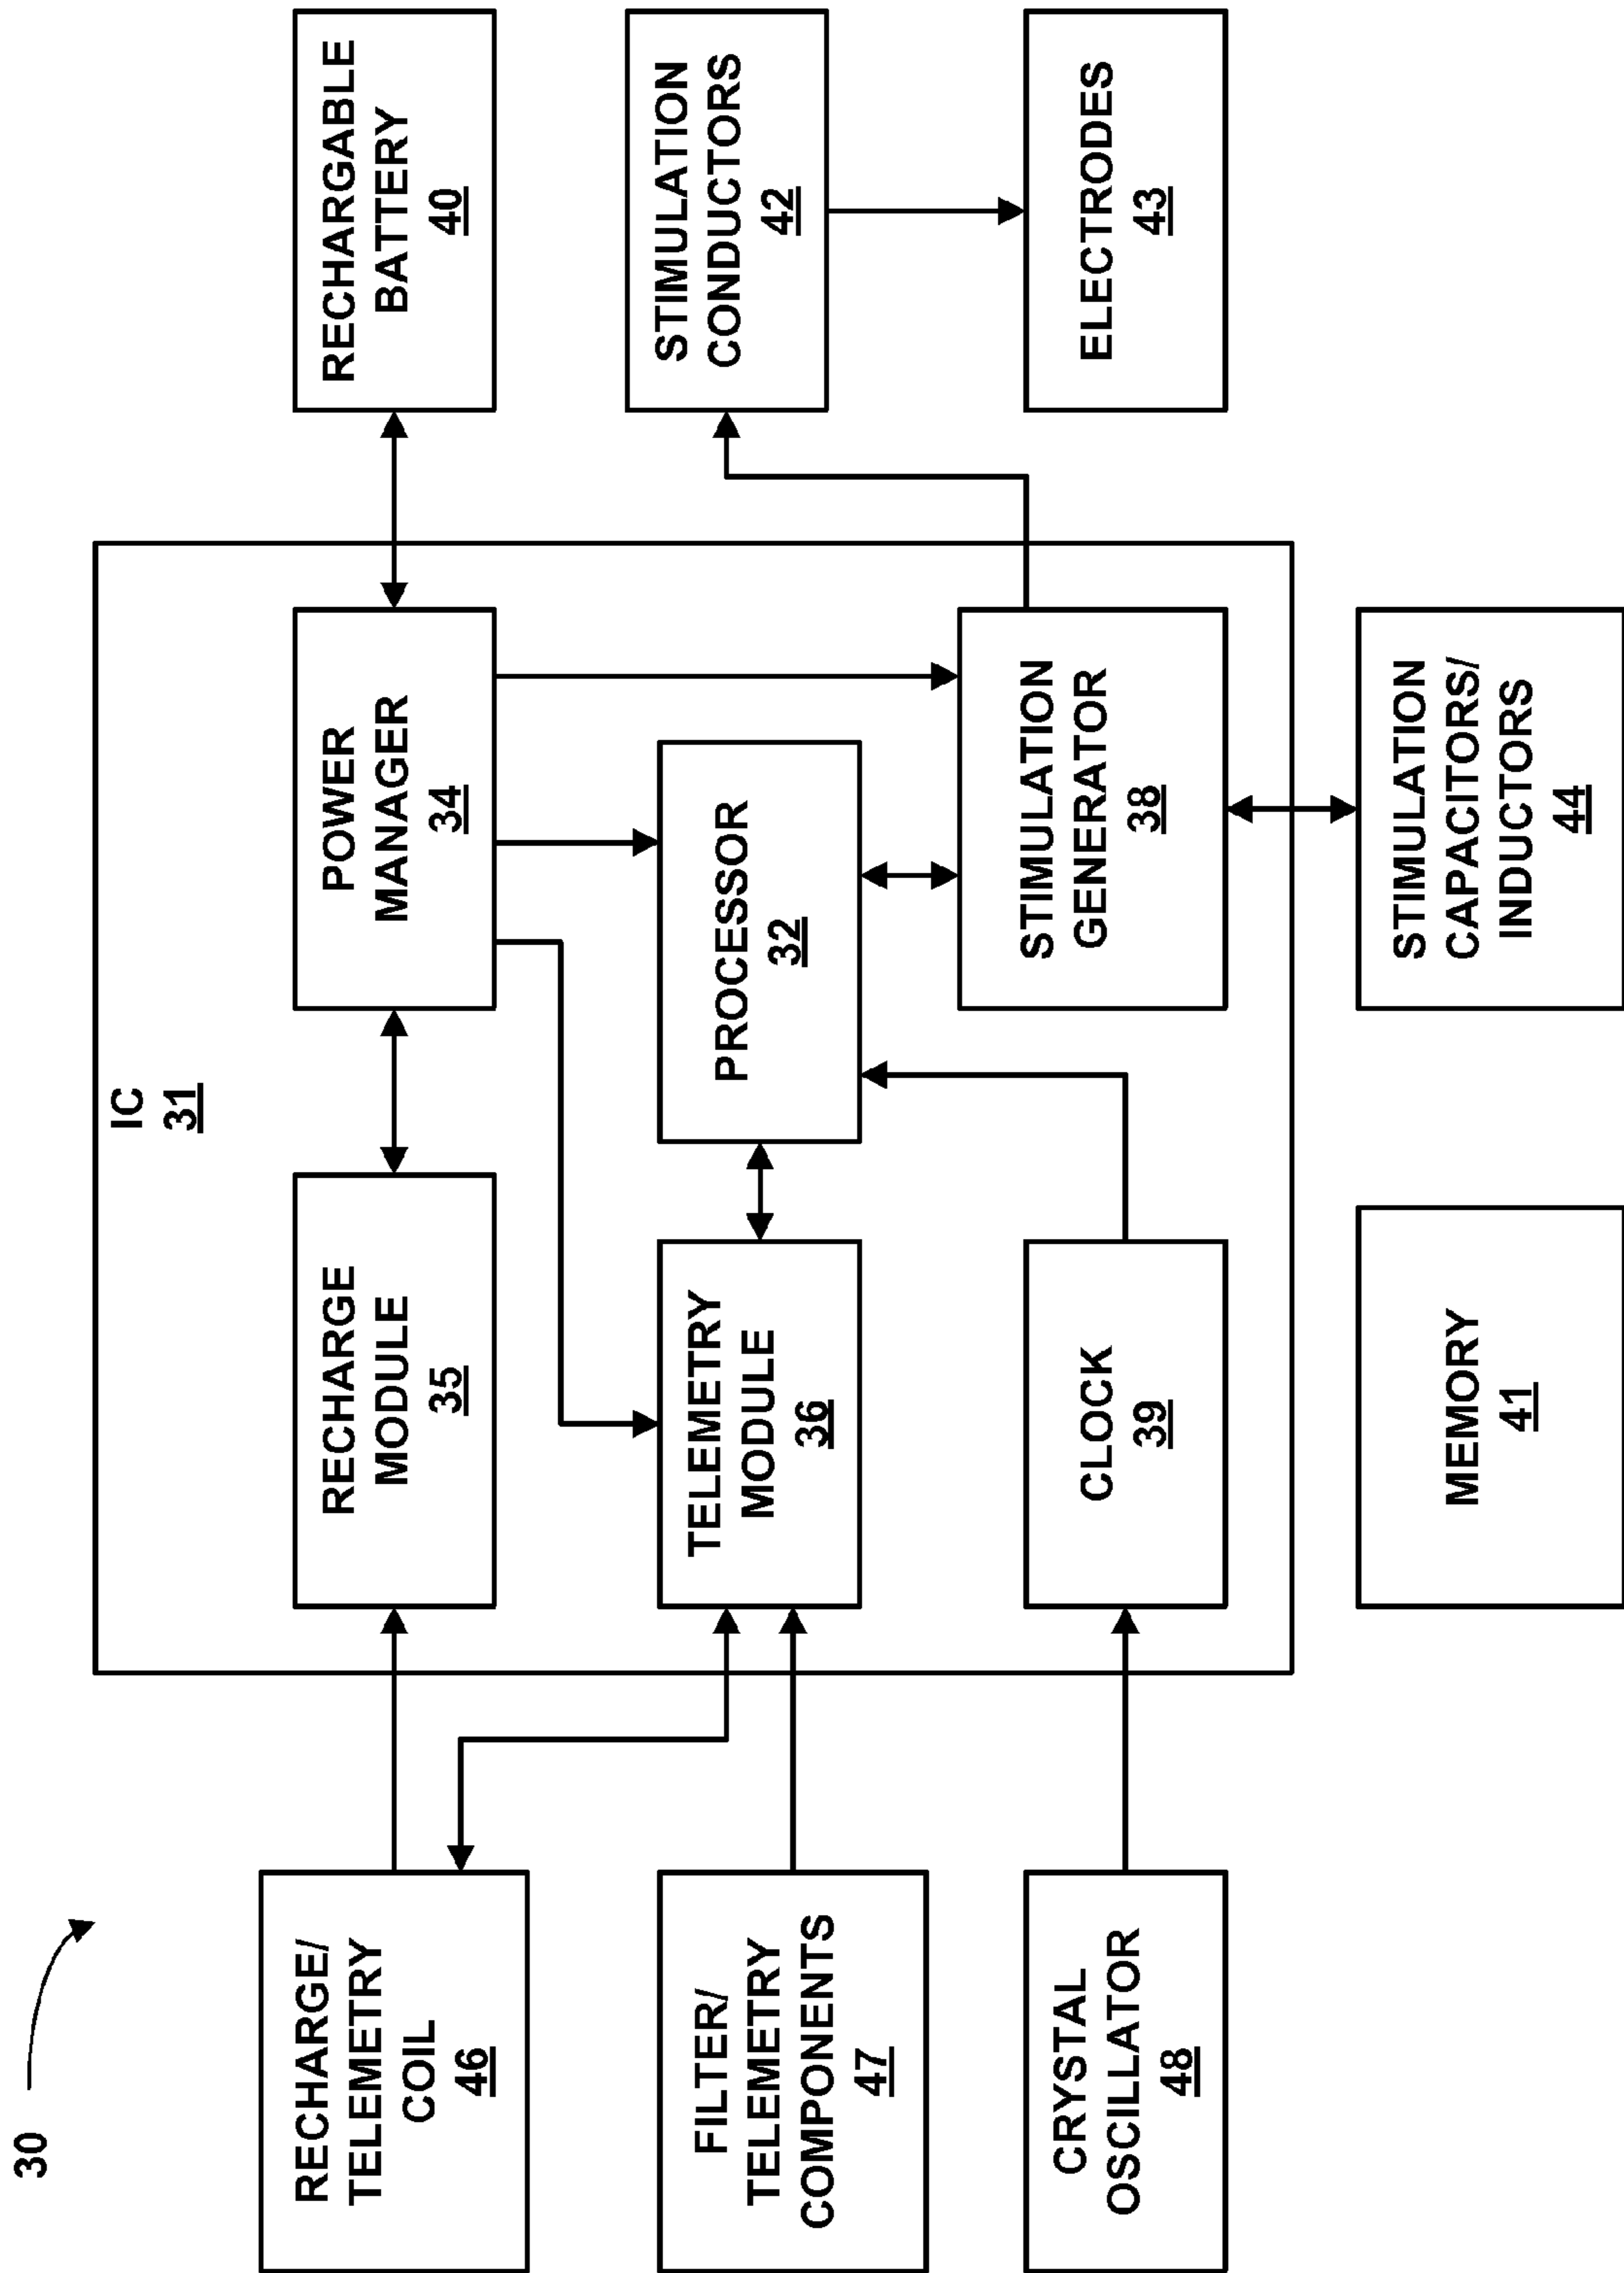 30
RECHARGE/
TELEMETRY
COIL
46
FILTER/
TELEMETRY
COMPONENTS
47
CRYSTAL
OSCILLATOR
48
IC
31
RECHARGE
MODULE
35
POWER
MANAGER
34
TELEMETRY
MODULE
36
PROCESSOR
32
CLOCK
39
STIMULATION
GENERATOR
38
RECHARGABLE
BATTERY
40
STIMULATION
CONDUCTORS
42
ELECTRODES
43
MEMORY
41
STIMULATION
CAPACITORS/
INDUCTORS
44